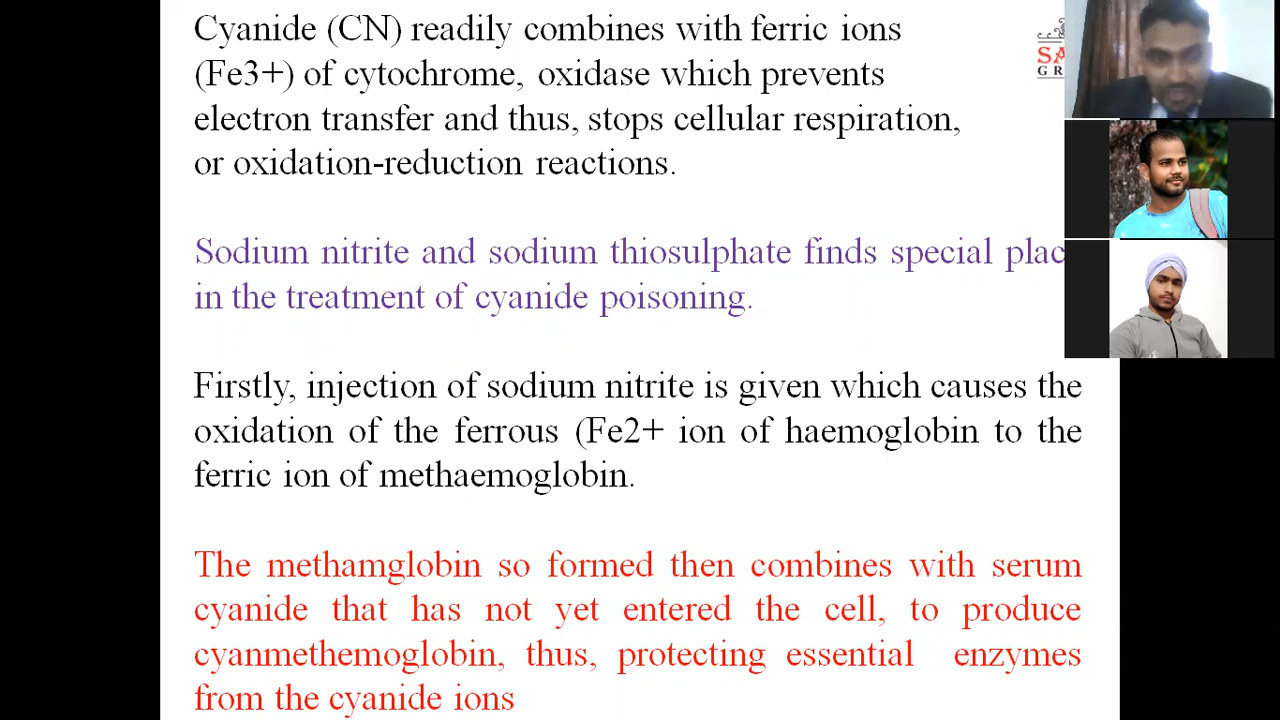 Cyanide (CN) readily combines with ferric ions
(Fe3+) of cytochrome, oxidase which prevents
electron transfer and thus, stops cellular respiration,
or oxidation-reduction reactions.
Sodium nitrite and sodium thiosulphate finds special plac
in the treatment of cyanide poisoning.
Firstly, injection of sodium nitrite is given which causes the
oxidation of the ferrous (Fe2+ ion of haemoglobin to the
ferric ion of methaemoglobin.
The methamglobin so formed then combines with serum
cyanide that has not yet entered the cell, to produce
cyanmethemoglobin, thus, protecting essential enzymes
from the cyanide ions